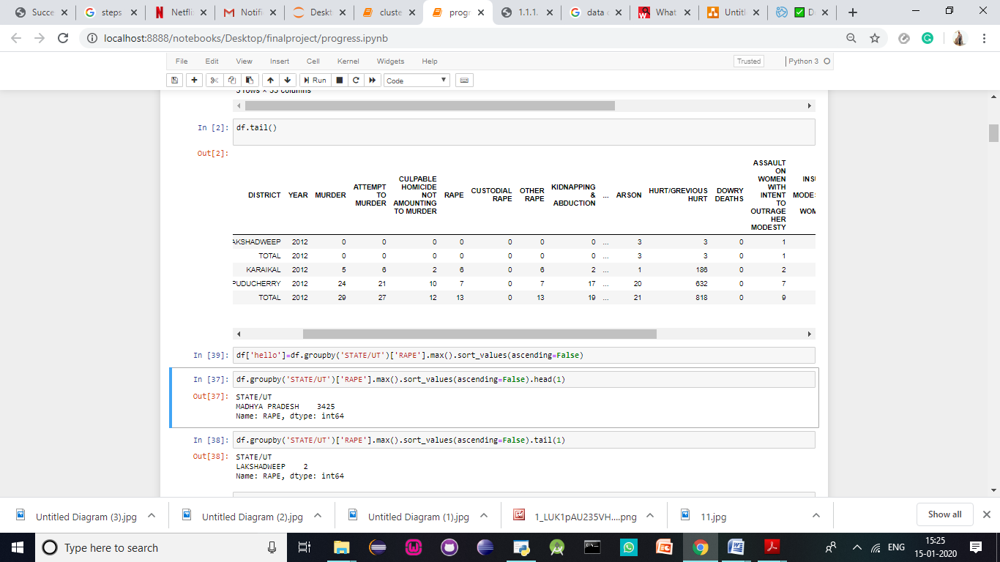 Succe
steps
Netfli
Notifi
Deskt
cluste
progr
1.1.1.
data c
What
Untitl
D
localhost:8888/notebooks/Desktop/finalproject/progress.ipynb
File Edit View Insert Cell Kernel Widgets Help
Trusted
Python 3
Run
Code
5 rows × 35 columns
In [2]: df.tail()
Out[2]:
DISTRICT YEAR MURDER ATTEMPT TO MURDER CULPABLE HOMICIDE NOT AMOUNTING TO MURDER RAPE CUSTODIAL RAPE OTHER RAPE KIDNAPPING & ABDUCTION ... ARSON HURT/GREVIOUS HURT DOWRY DEATHS ASSAULT ON WOMEN WITH INTENT TO OUTRAGE HER MODESTY INSU MODES WOM
AKSHADWEEP 2012 0 0 0 0 0 0 0 ... 3 3 0 1
TOTAL 2012 0 0 0 0 0 0 0 ... 3 3 0 1
KARAIKAL 2012 5 6 2 6 0 6 2 ... 1 186 0 2
PUDUCHERRY 2012 24 21 10 7 0 7 17 ... 20 632 0 7
TOTAL 2012 29 27 12 13 0 13 19 ... 21 818 0 9
In [39]: df['hello']=df.groupby('STATE/UT')['RAPE'].max().sort_values(ascending=False)
In [37]: df.groupby('STATE/UT')['RAPE'].max().sort_values(ascending=False).head(1)
Out[37]: STATE/UT
MADHYA PRADESH    3425
Name: RAPE, dtype: int64
In [38]: df.groupby('STATE/UT')['RAPE'].max().sort_values(ascending=False).tail(1)
Out[38]: STATE/UT
LAKSHADWEEP    2
Name: RAPE, dtype: int64
Untitled Diagram (3).jpg
Untitled Diagram (2).jpg
Untitled Diagram (1).jpg
1_LUK1pAU235VH....png
11.jpg
Show all
Type here to search
ENG
15:25
15-01-2020